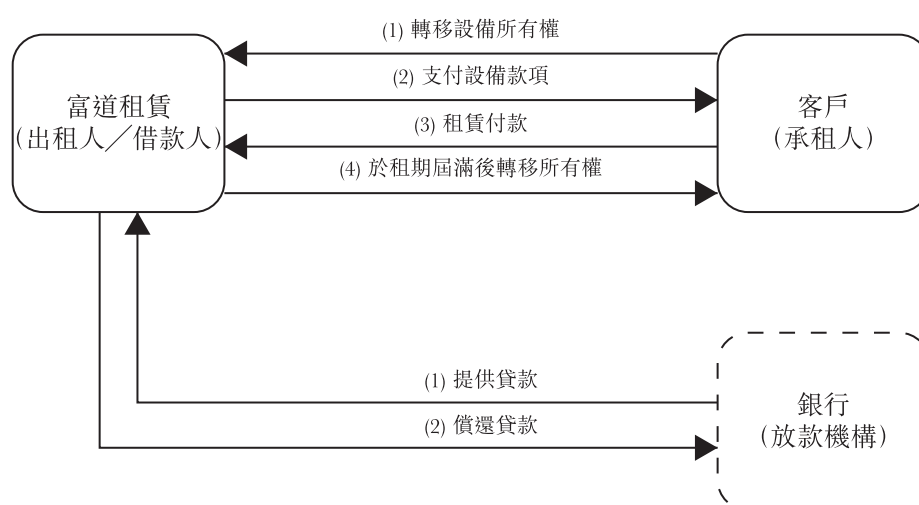 (1) 轉移設備所有權
(2) 支付設備款項
(3) 租賃付款
(4) 於租期屆滿後轉移所有權
富道租賃
(出租人／借款人)
客戶
(承租人)
(1) 提供貸款
(2) 償還貸款
銀行
(放款機構)